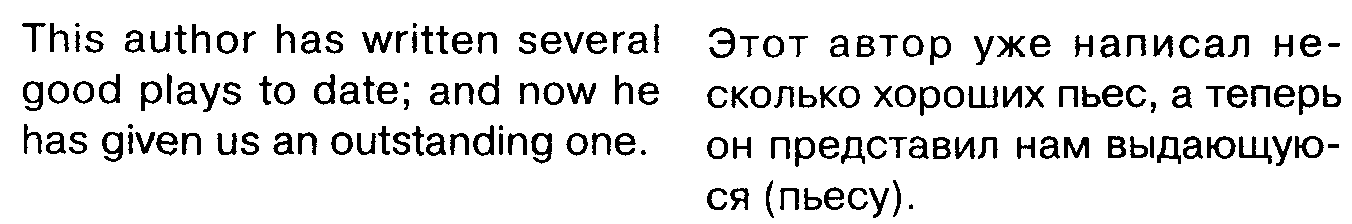 This author has written several
good plays to date; and now he
has given us an outstanding one.
Этот автор уже написал не-
сколько хороших пьес, а теперь
он представил нам выдающую-
ся (пьесу).